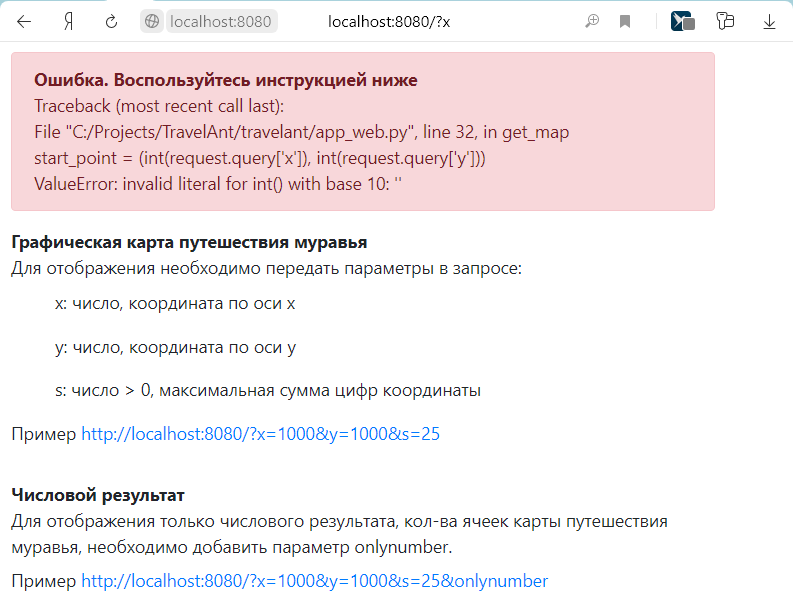 localhost:8080
localhost:8080/?x
Ошибка. Воспользуйтесь инструкцией ниже
Traceback (most recent call last):
File "C:/Projects/TravelAnt/travelant/app_web.py", line 32, in get_map
start_point = (int(request.query['x']), int(request.query['y']))
ValueError: invalid literal for int() with base 10: ''
Графическая карта путешествия муравья
Для отображения необходимо передать параметры в запросе:
x: число, координата по оси x
y: число, координата по оси y
s: число > 0, максимальная сумма цифр координаты
Пример http://localhost:8080/?x=1000&y=1000&s=25
Числовой результат
Для отображения только числового результата, кол-ва ячеек карты путешествия
муравья, необходимо добавить параметр onlynumber.
Пример http://localhost:8080/?x=1000&y=1000&s=25&onlynumber